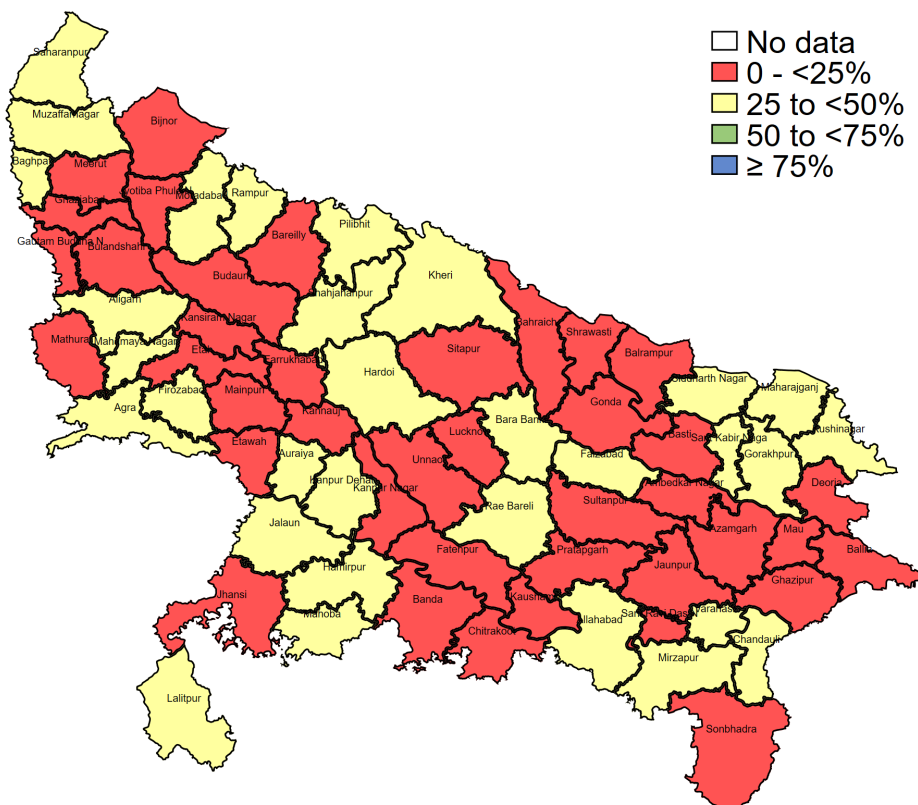 No data
0 - <25%
25 to <50%
50 to <75%
≥ 75%
Saharanpur
Muzaffarnagar
Bijnor
Baghpat
Meerut
Jyotiba Phule N
Moradabad
Rampur
Ghaziabad
Pilibhit
Bareilly
Gautam Buddha N
Bulandshahr
Budaun
Kheri
Shahjahanpur
Aligarh
Kansiram Nagar
Bahraich
Shrawasti
Mathura
Mahamaya Nagar
Etah
Farrukhabad
Sitapur
Balrampur
Hardoi
Siddharth Nagar
Maharajganj
Firozabad
Mainpuri
Agra
Kannauj
Gonda
Bara Banki
Kushinagar
Lucknow
Basti
Sant Kabir Naga
Etawah
Auraiya
Unnao
Faizabad
Gorakhpur
Kanpur Dehat
Kanpur Nagar
Ambedkar Nagar
Deoria
Rae Bareli
Sultanpur
Jalaun
Azamgarh
Mau
Ballia
Fatehpur
Pratapgarh
Hamirpur
Jaunpur
Ghazipur
Jhansi
Banda
Kaushambi
Mahoba
Allahabad
Sant Ravi Das N
Varanasi
Chitrakoot
Chandauli
Mirzapur
Lalitpur
Sonbhadra